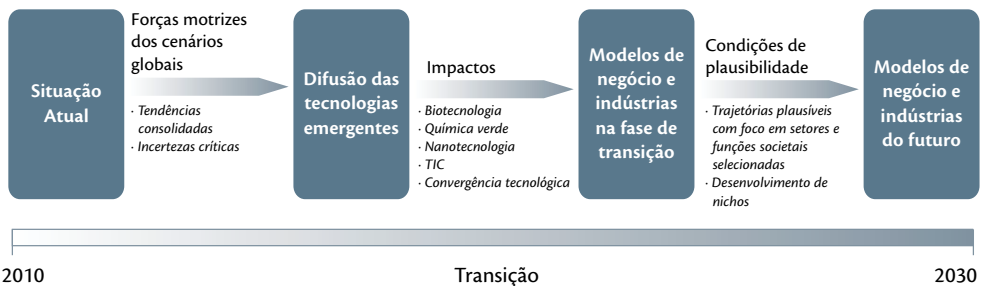 Situação
Atual
Forças motrizes
dos cenários
globais
· Tendências
consolidadas
· Incertezas críticas
Difusão das
tecnologias
emergentes
Impactos
· Biotecnologia
· Química verde
· Nanotecnologia
· TIC
· Convergência tecnológica
Modelos de
negócio e
indústrias
na fase de
transição
Condições de
plausibilidade
· Trajetórias plausíveis
com foco em setores e
funções societais
selecionadas
· Desenvolvimento de
nichos
Modelos de
negócio e
indústrias
do futuro
2010
Transição
2030